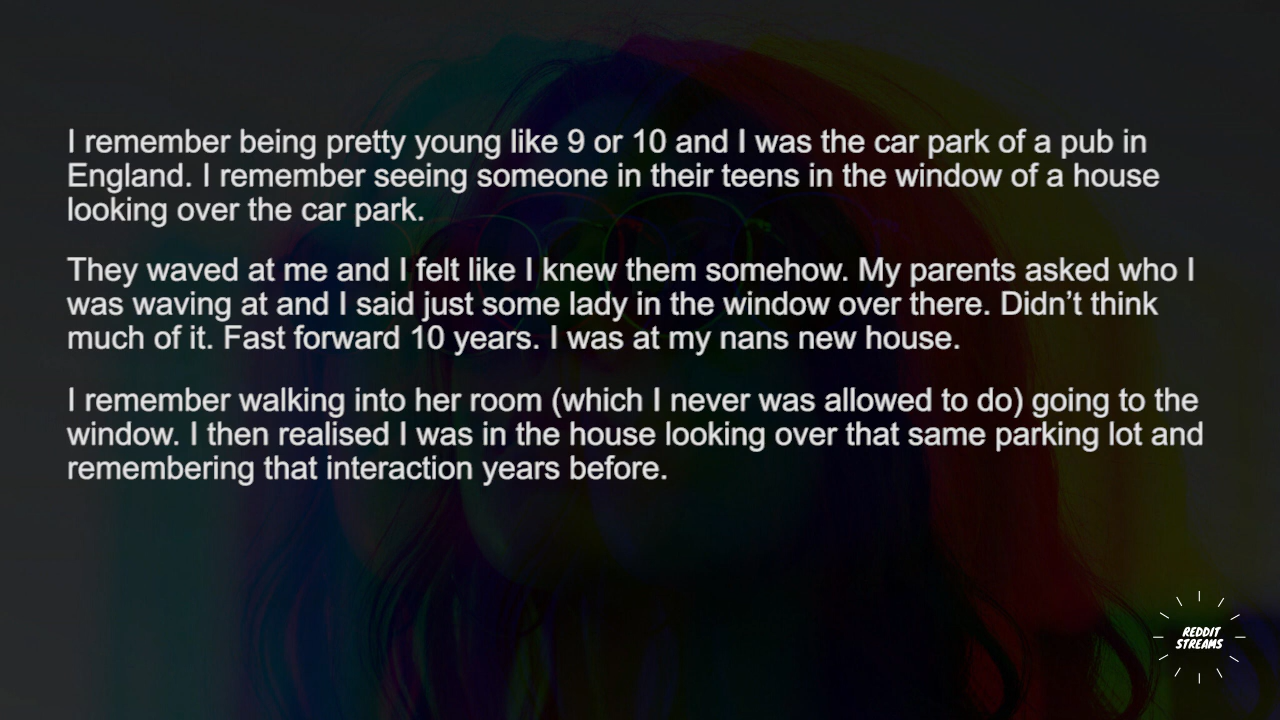 I remember being pretty young like 9 or 10 and I was the car park of a pub in
England. I remember seeing someone in their teens in the window of a house
looking over the car park.
They waved at me and I felt like I knew them somehow. My parents asked who I
was waving at and I said just some lady in the window over there. Didn’t think
much of it. Fast forward 10 years. I was at my nans new house.
I remember walking into her room (which I never was allowed to do) going to the
window. I then realised I was in the house looking over that same parking lot and
remembering that interaction years before.
REDDIT
STREAMS